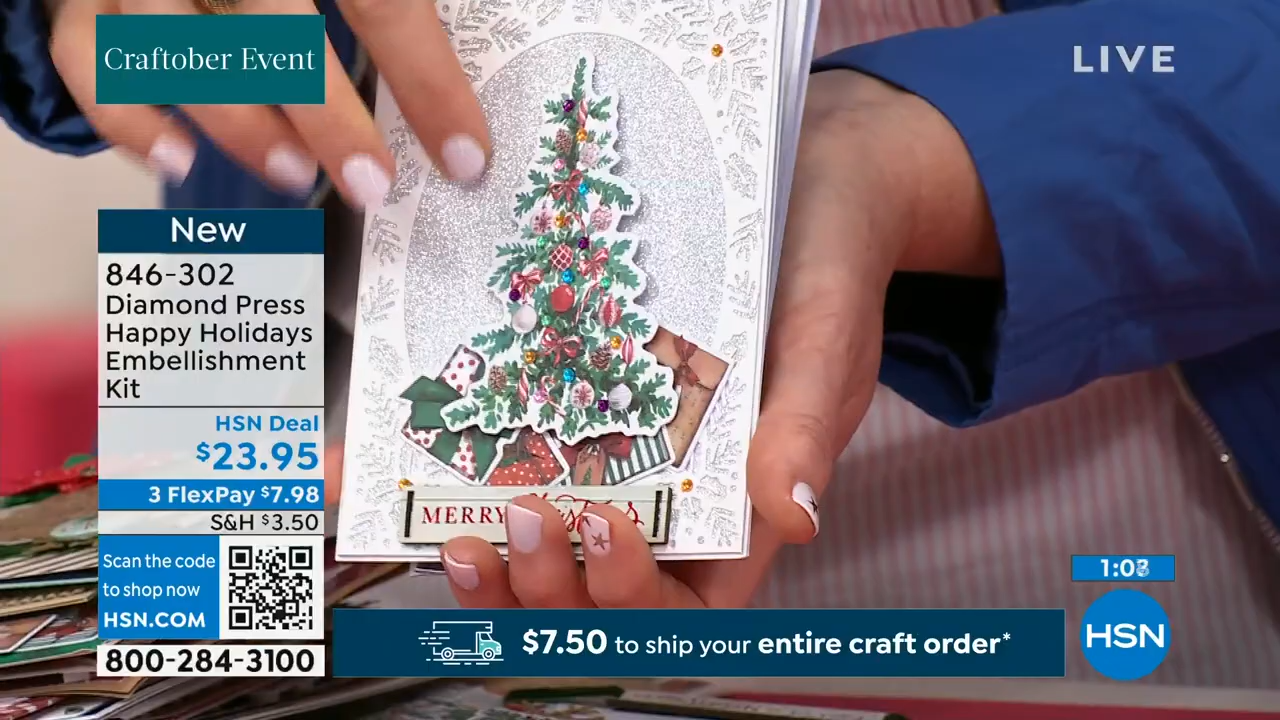 Craftober Event
LIVE
New
846-302
Diamond Press
Happy Holidays
Embellishment
Kit
HSN Deal
$23.95
3 FlexPay $7.98
S&H $3.50
Scan the code
to shop now
HSN.COM
800-284-3100
MERRY
$7.50 to ship your entire craft order*
HSN